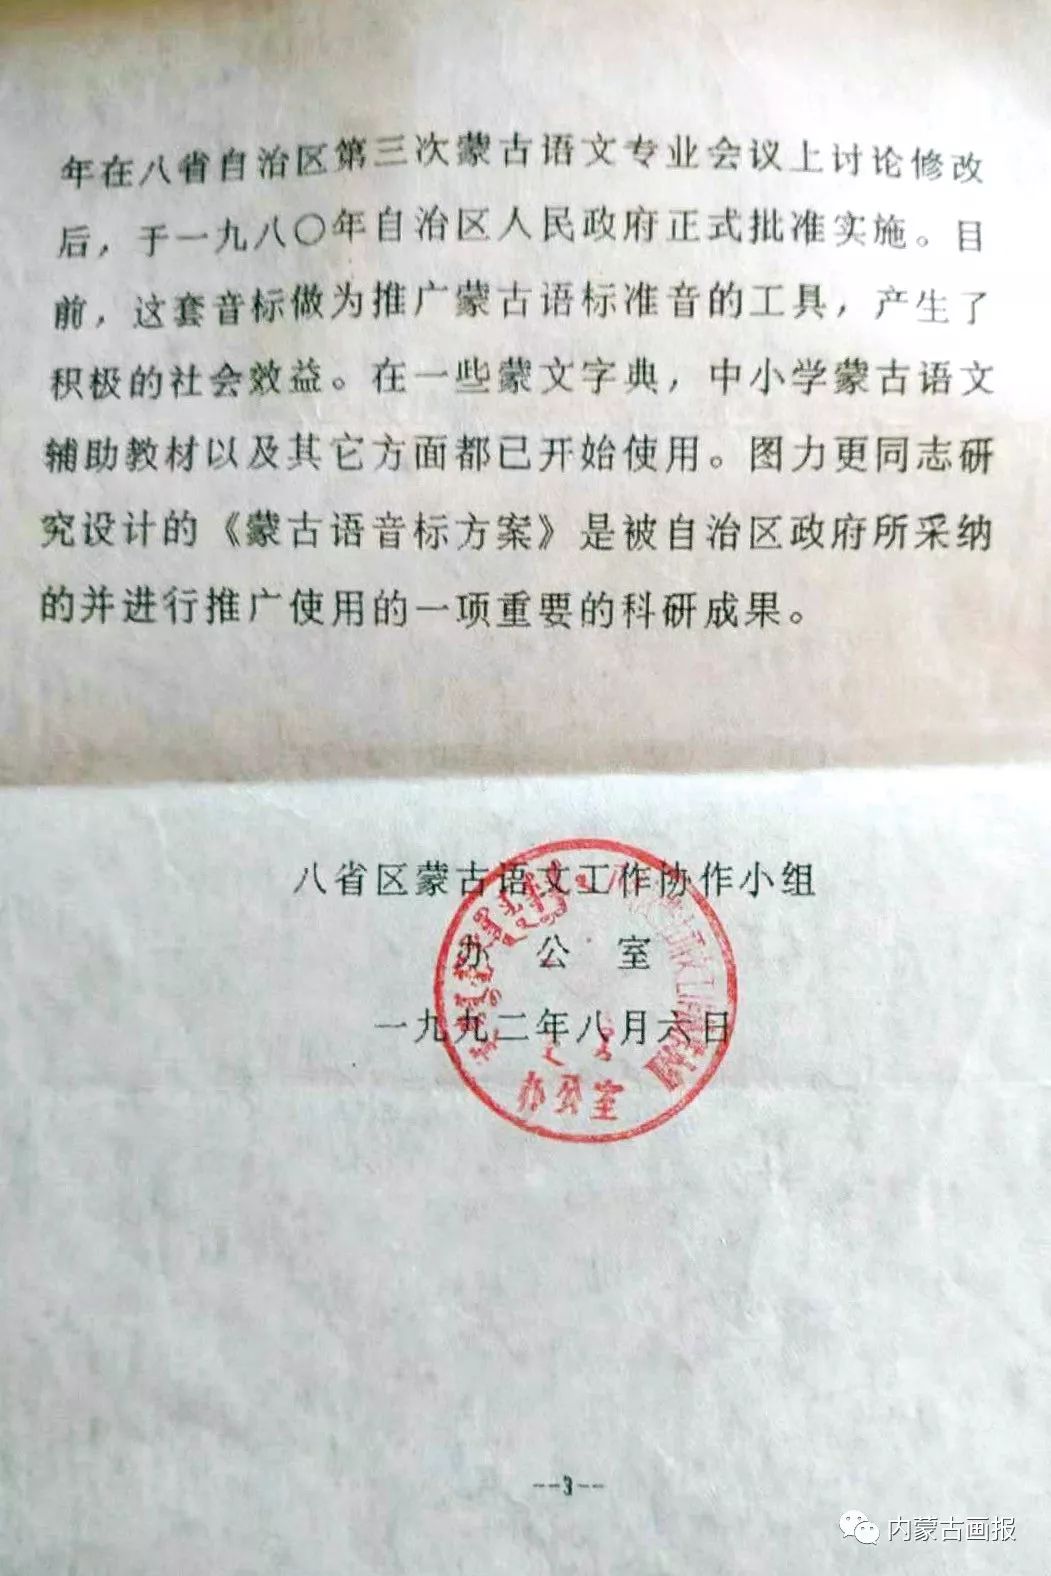 年在八省自治区第三次蒙古语文专业会议上讨论修改
后，于一九八〇年自治区人民政府正式批准实施。目
前，这套音标做为推广蒙古语标准音的工具，产生了
积极的社会效益。在一些蒙文字典，中小学蒙古语文
辅助教材以及其它方面都已开始使用。图力更同志研
究设计的《蒙古语音标方案》是被自治区政府所采纳
的并进行推广使用的一项重要的科研成果。
八省区蒙古语文工作协作小组
办公室
一九九二年八月六日
办公室
--3--
内蒙古画报